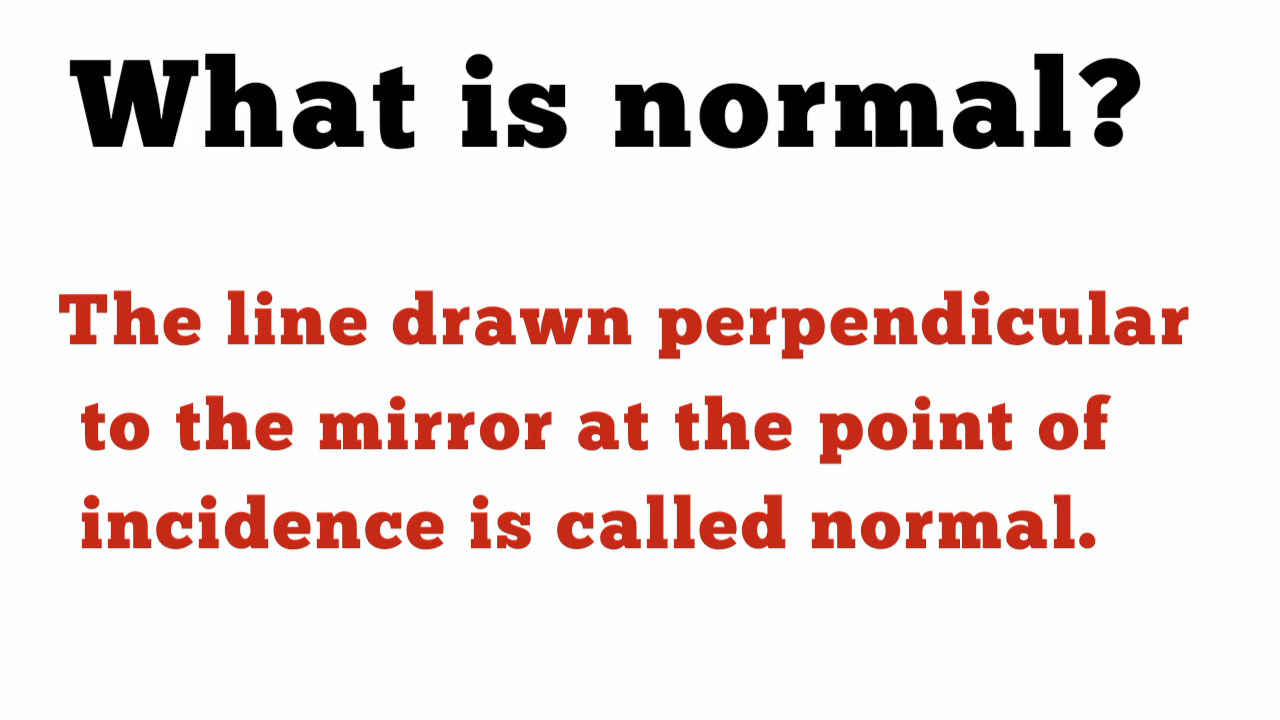 What is normal?
The line drawn perpendicular
to the mirror at the point of
incidence is called normal.